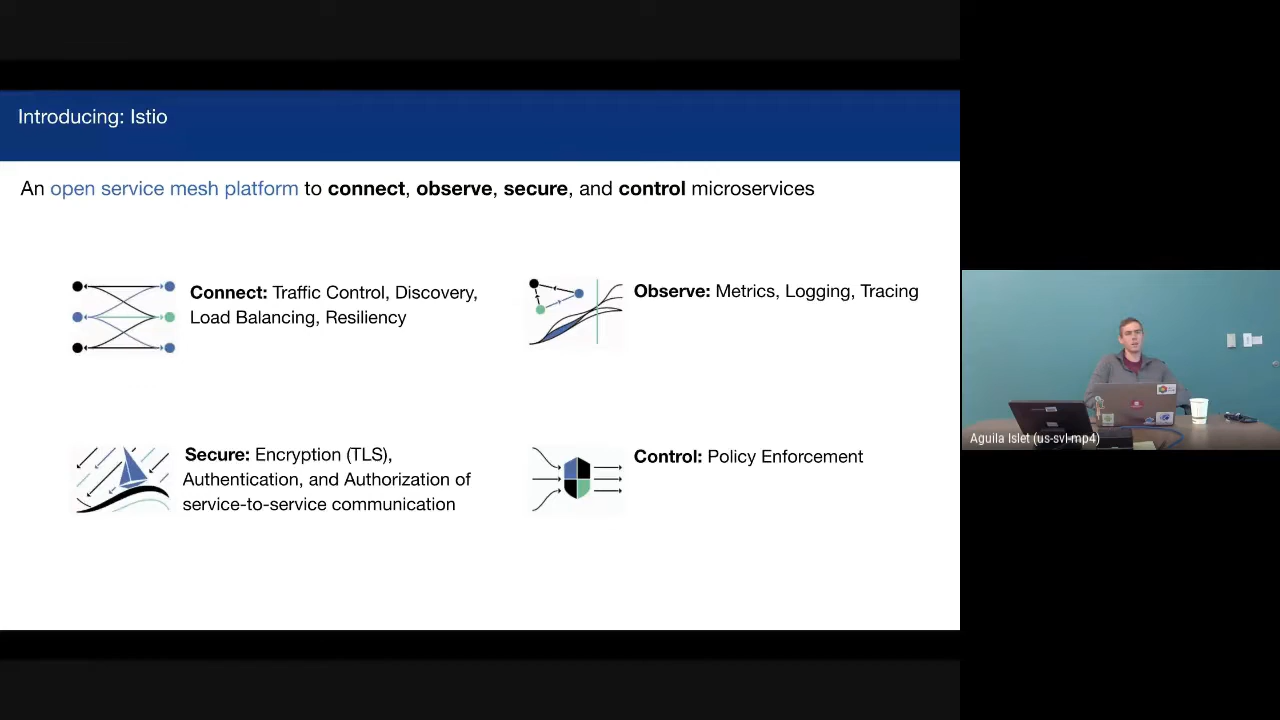 Introducing: Istio
An open service mesh platform to connect, observe, secure, and control microservices
Connect: Traffic Control, Discovery,
Load Balancing, Resiliency
Observe: Metrics, Logging, Tracing
Secure: Encryption (TLS),
Authentication, and Authorization of
service-to-service communication
Control: Policy Enforcement
Aguila Islet (us-svl-mp4)